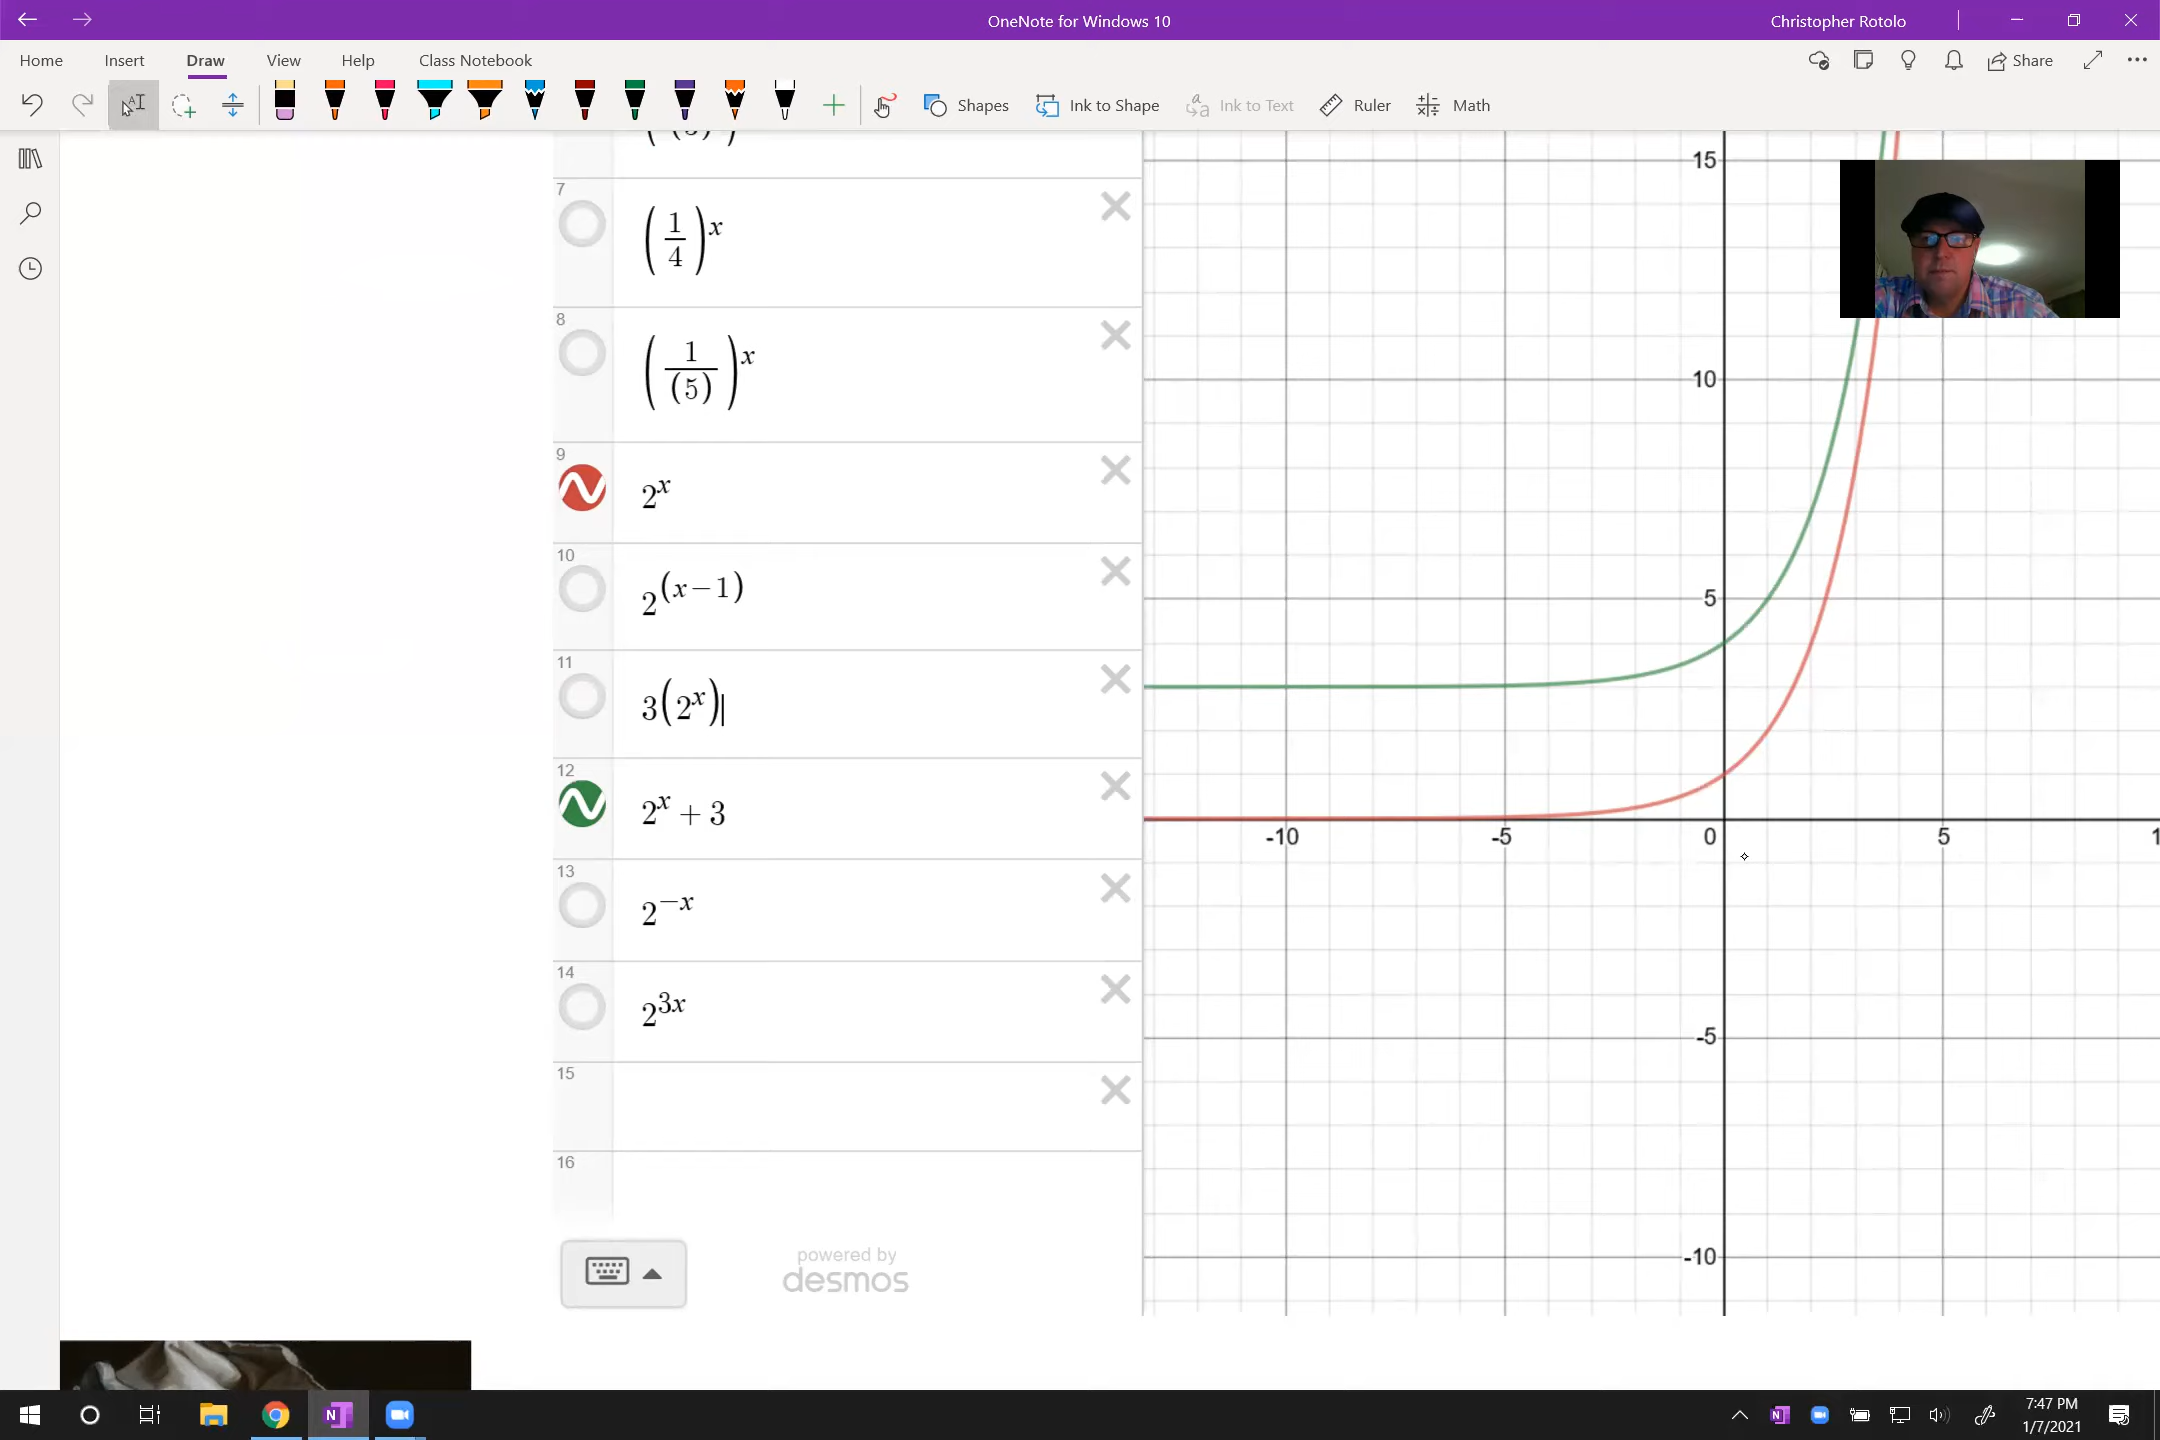 OneNote for Windows 10
Christopher Rotolo
Home Insert Draw View Help Class Notebook
Share
Shapes Ink to Shape Ink to Text Ruler Math
7
(1/4)^x
8
(1/(5))^x
9
2^x
10
2^(x−1)
11
3(2^x)
12
2^x + 3
13
2^−x
14
2^3x
15
16
powered by
desmos
15
10
5
-10 -5 0 5
-5
-10
7:47 PM
1/7/2021